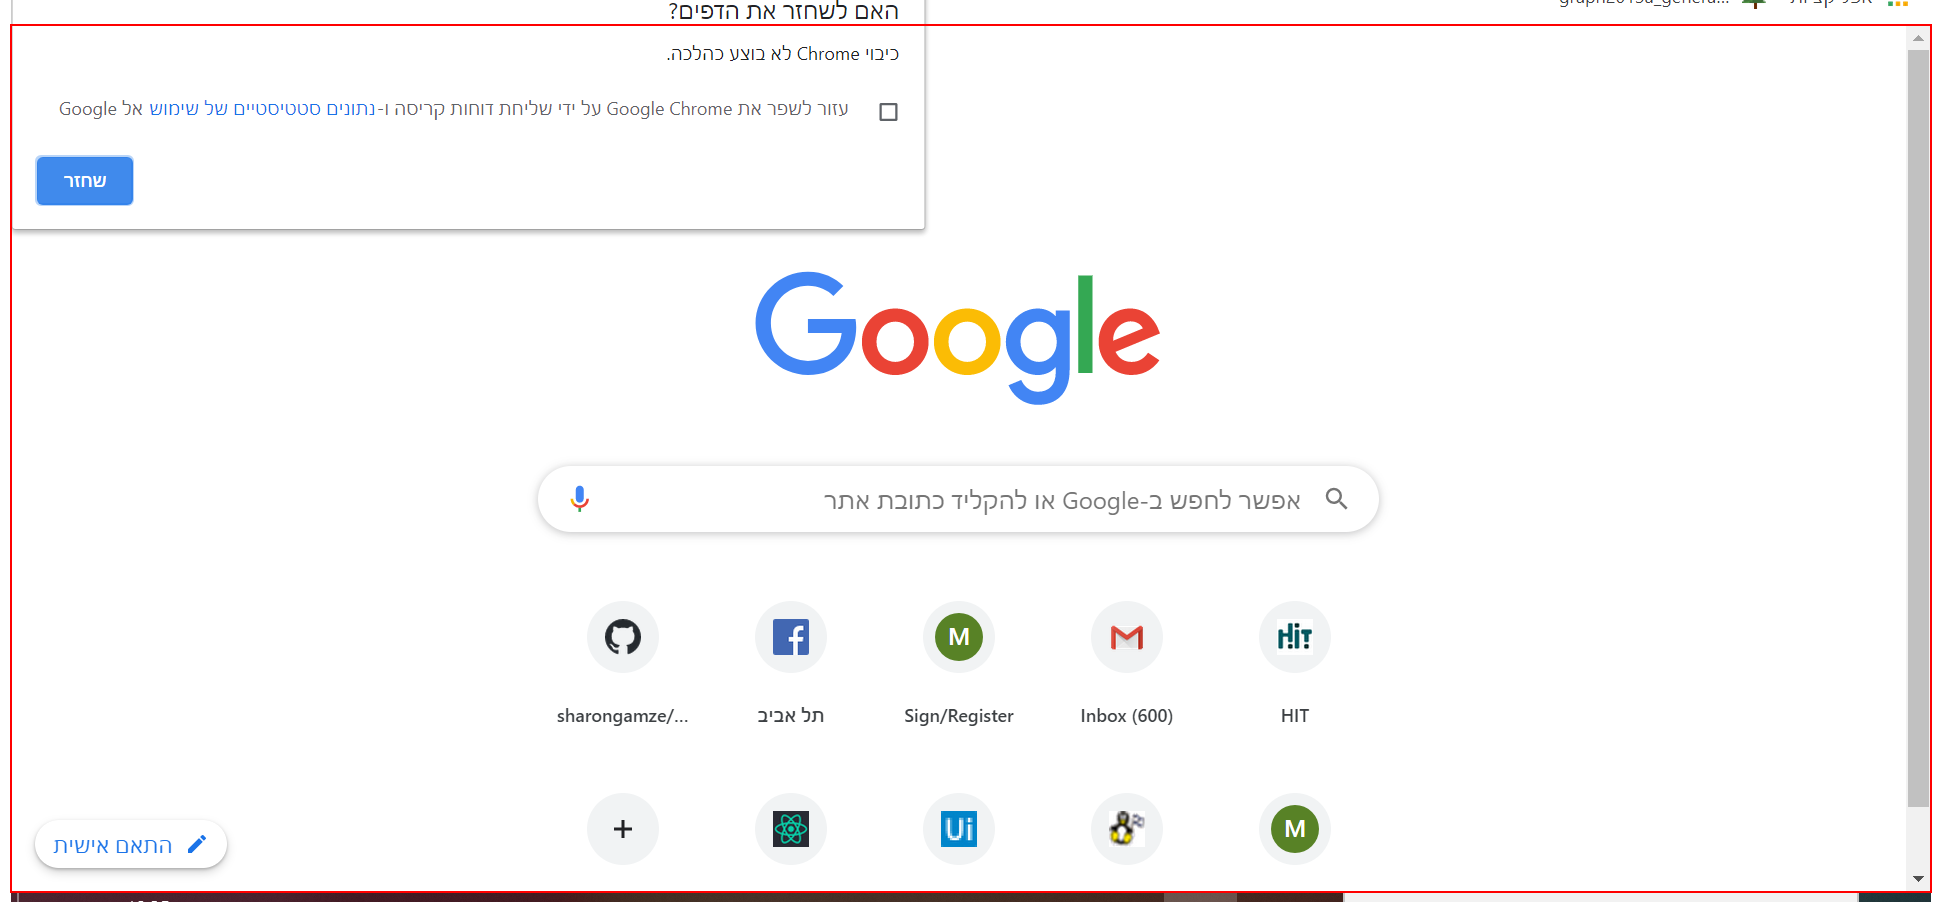 האם לשחזר את הדפים?
כיבוי Chrome לא בוצע כהלכה.
עזור לשפר את Google Chrome על ידי שליחת דוחות קריסה ו-נתונים סטטיסטיים של שימוש אל Google
שחזר
Google
אפשר לחפש ב-Google או להקליד כתובת אתר
HiT
M
HIT
Inbox (600)
Sign/Register
תל אביב
sharongamze/...
M
Ui
התאם אישית